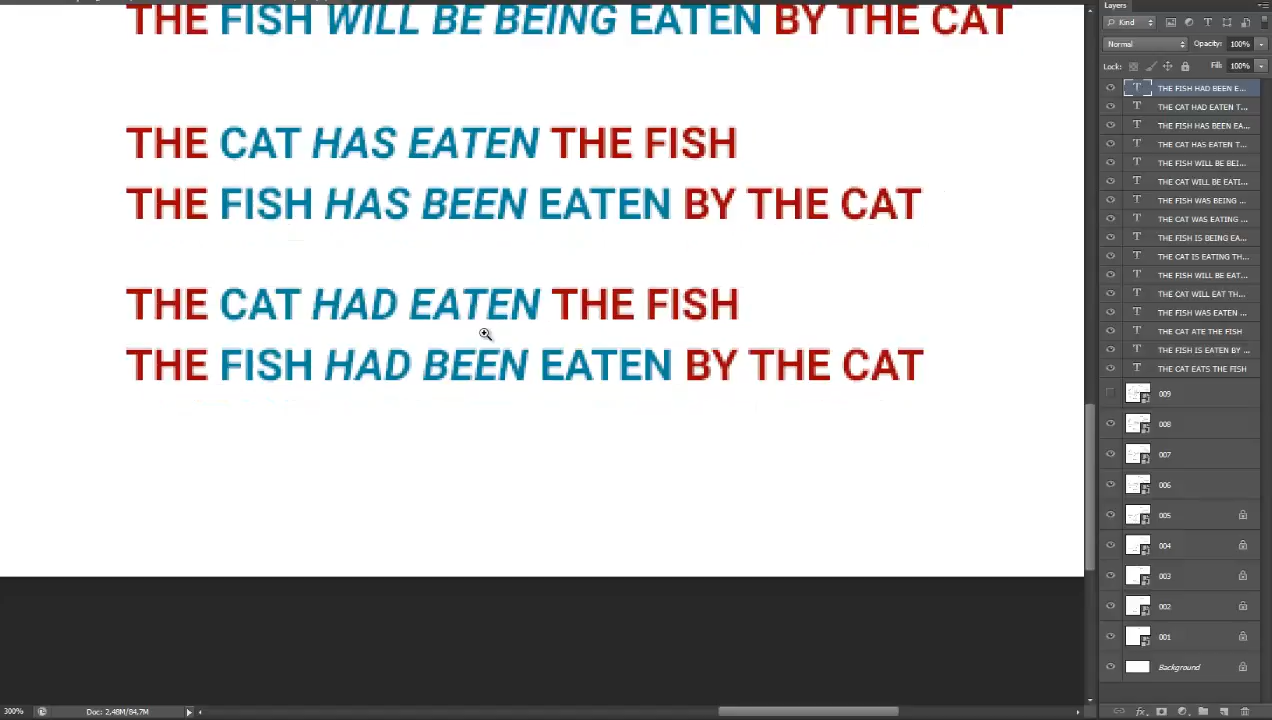 THE FISH WILL BE BEING EATEN BY THE CAT
THE CAT HAS EATEN THE FISH
THE FISH HAS BEEN EATEN BY THE CAT
THE CAT HAD EATEN THE FISH
THE FISH HAD BEEN EATEN BY THE CAT
Layers
Kind
Normal Opacity: 100%
Lock: Fill: 100%
T THE FISH HAD BEEN E...
T THE CAT HAD EATEN T...
T THE FISH HAS BEEN EA...
T THE CAT HAS EATEN T...
T THE FISH WILL BE BEI...
T THE CAT WILL BE EATI...
T THE FISH WAS BEING ...
T THE CAT WAS EATING ...
T THE FISH IS BEING EA...
T THE CAT IS EATING TH...
T THE FISH WILL BE EAT...
T THE CAT WILL EAT TH...
T THE FISH WAS EATEN ...
T THE CAT ATE THE FISH
T THE FISH IS EATEN BY ...
T THE CAT EATS THE FISH
009
008
007
006
005
004
003
002
001
Background
300% Doc: 2.48M/84.7M
fx